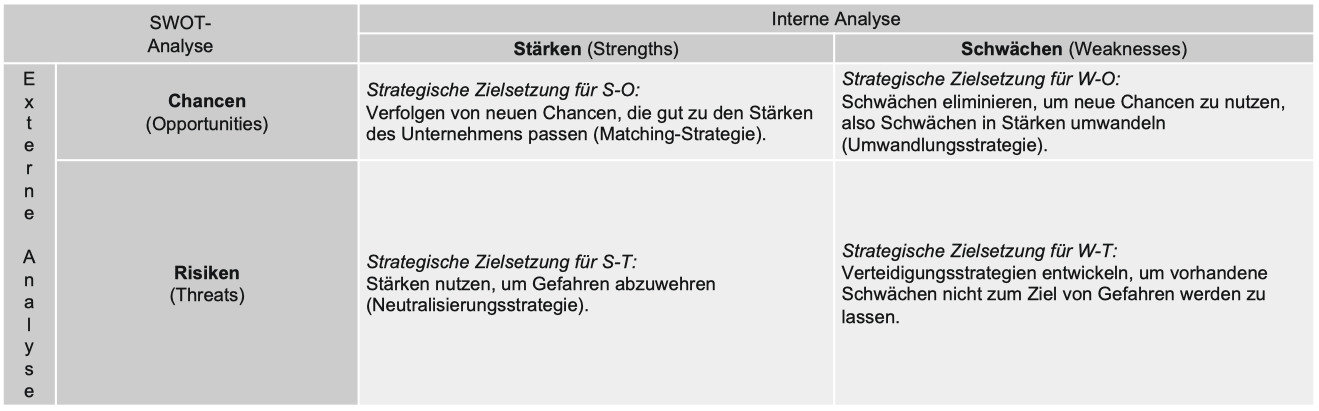 SWOT-
Analyse
Interne Analyse
Stärken (Strengths)
Schwächen (Weaknesses)
Externe Analyse
Chancen
(Opportunities)
Strategische Zielsetzung für S-O:
Verfolgen von neuen Chancen, die gut zu den Stärken
des Unternehmens passen (Matching-Strategie).
Strategische Zielsetzung für W-O:
Schwächen eliminieren, um neue Chancen zu nutzen,
also Schwächen in Stärken umwandeln
(Umwandlungsstrategie).
Risiken
(Threats)
Strategische Zielsetzung für S-T:
Stärken nutzen, um Gefahren abzuwehren
(Neutralisierungsstrategie).
Strategische Zielsetzung für W-T:
Verteidigungsstrategien entwickeln, um vorhandene
Schwächen nicht zum Ziel von Gefahren werden zu
lassen.